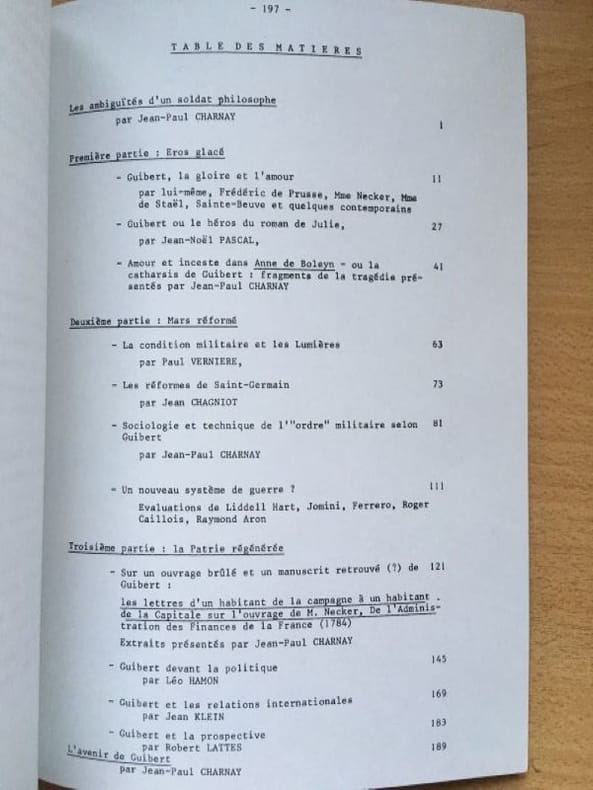 - 197 -
TABLE DES MATIERES
Les ambiguïtés d'un soldat philosophe
par Jean-Paul CHARNAY 1
Première partie : Eros glacé
- Guibert, la gloire et l'amour 11
par lui-même, Frédéric de Prusse, Mme Necker, Mme
de Staël, Sainte-Beuve et quelques contemporains
- Guibert ou le héros du roman de Julie, 27
par Jean-Noël PASCAL,
- Amour et inceste dans Anne de Boleyn - ou la 41
catharsis de Guibert : fragments de la tragédie pré-
sentés par Jean-Paul CHARNAY
Deuxième partie : Mars réformé
- La condition militaire et les Lumières 63
par Paul VERNIERE,
- Les réformes de Saint-Germain 73
par Jean CHAGNIOT
- Sociologie et technique de l'"ordre" militaire selon 81
Guibert
par Jean-Paul CHARNAY
- Un nouveau système de guerre ? 111
Evaluations de Liddell Hart, Jomini, Ferrero, Roger
Caillois, Raymond Aron
Troisième partie : la Patrie régénérée
- Sur un ouvrage brûlé et un manuscrit retrouvé (?) de 121
Guibert :
les lettres d'un habitant de la campagne à un habitant .
de la Capitale sur l'ouvrage de M. Necker, De l'Adminis-
tration des Finances de la France (1784)
Extraits présentés par Jean-Paul CHARNAY
- Guibert devant la politique 145
par Léo HAMON
- Guibert et les relations internationales 169
par Jean KLEIN
- Guibert et la prospective 183
par Robert LATTES
L'avenir de Guibert 189
par Jean-Paul CHARNAY